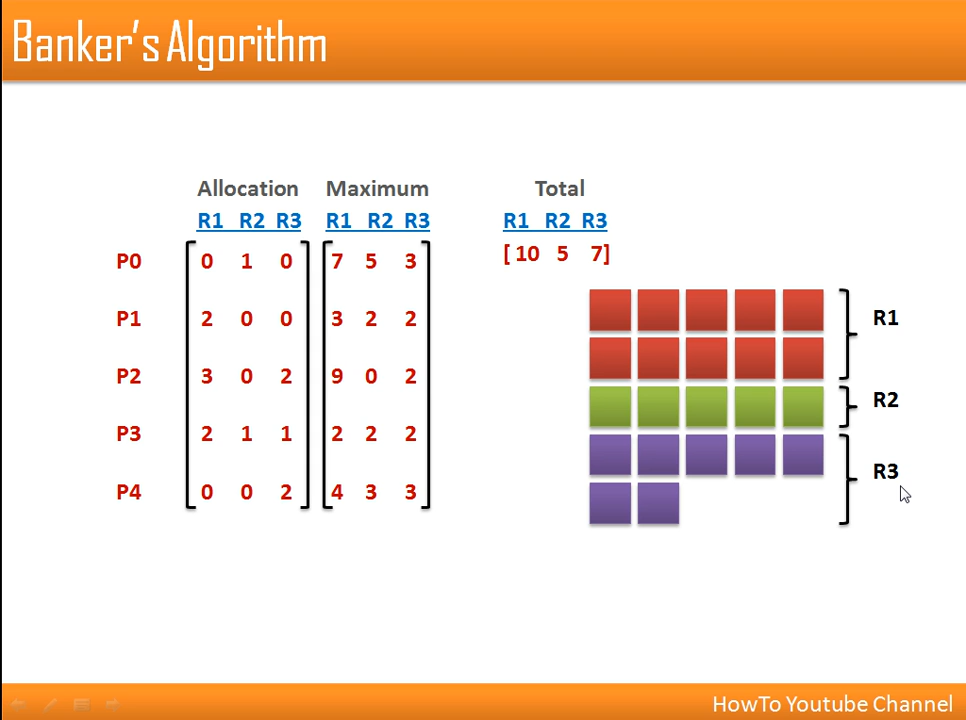 Banker's Algorithm
Allocation Maximum Total
R1 R2 R3 R1 R2 R3 R1 R2 R3
P0 0 1 0 7 5 3 [ 10 5 7]
P1 2 0 0 3 2 2 R1
P2 3 0 2 9 0 2
R2
P3 2 1 1 2 2 2
R3
P4 0 0 2 4 3 3
HowTo Youtube Channel